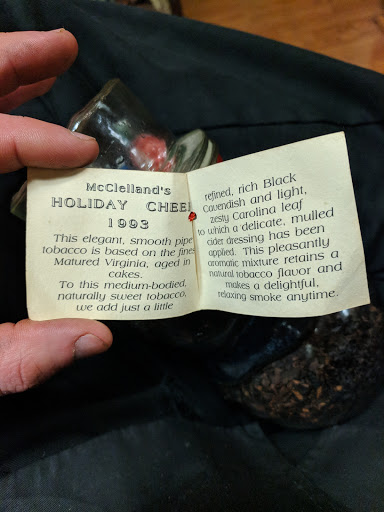 McClelland's
HOLIDAY CHEE
1993
This elegant, smooth pipe
tobacco is based on the fines
Matured Virginia, aged in
cakes.
To this medium-bodied,
naturally sweet tobacco,
we add just a little
refined, rich Black
Cavendish and light,
zesty Carolina leaf
to which a delicate, mulled
cider dressing has been
applied. This pleasantly
aromatic mixture retains a
natural tobacco flavor and
makes a delightful,
relaxing smoke anytime.